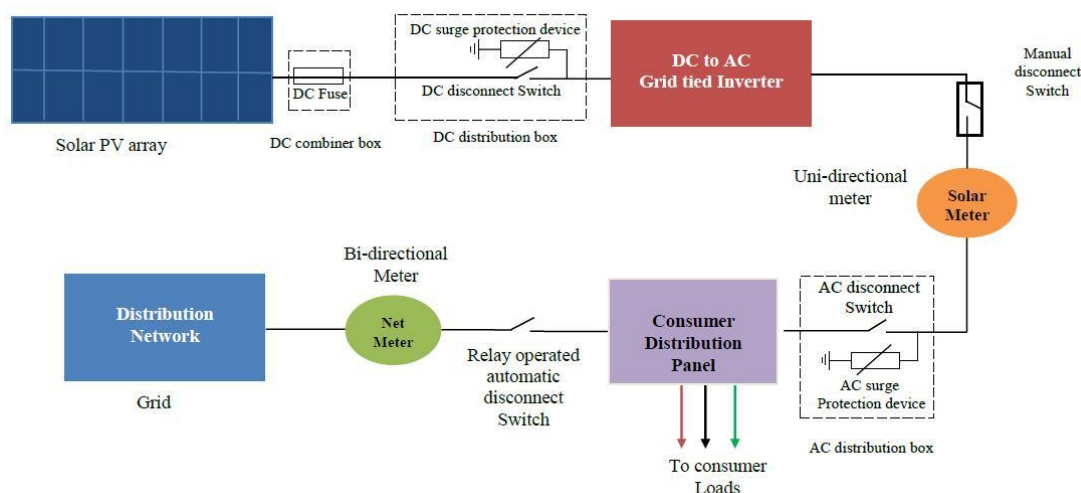 DC surge protection device
DC Fuse
DC disconnect Switch
Solar PV array
DC combiner box
DC distribution box
DC to AC
Grid tied Inverter
Manual
disconnect
Switch
Uni-directional
meter
Solar
Meter
Bi-directional
Meter
Distribution
Network
Net
Meter
Grid
Relay operated
automatic
disconnect
Switch
Consumer
Distribution
Panel
AC disconnect
Switch
AC surge
Protection device
To consumer
Loads
AC distribution box